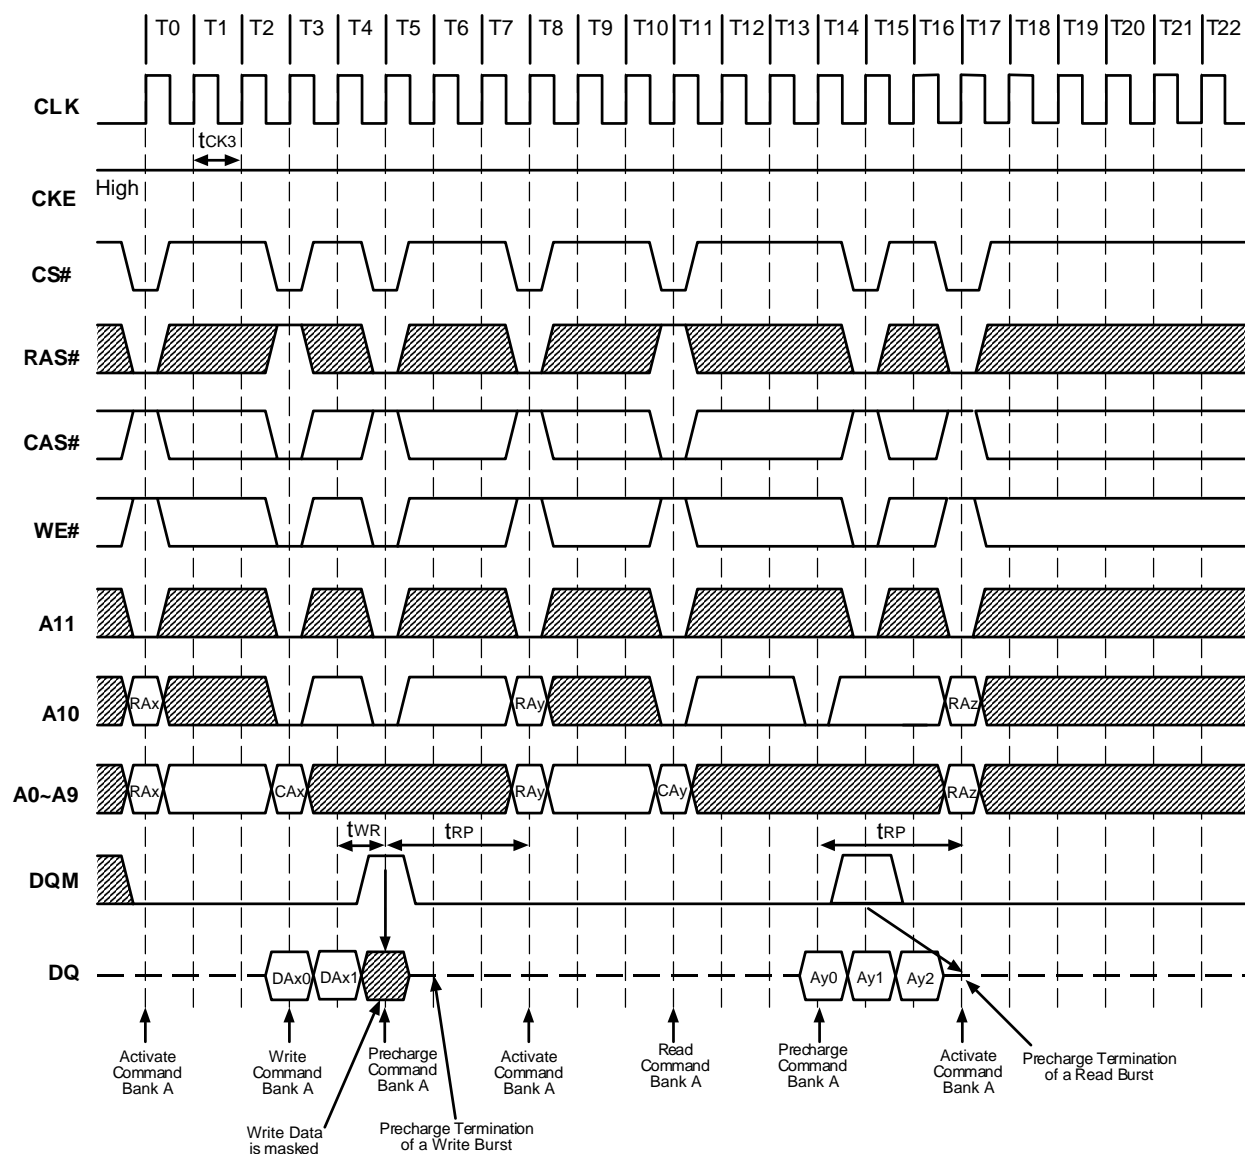 T0 T1 T2 T3 T4 T5 T6 T7 T8 T9 T10 T11 T12 T13 T14 T15 T16 T17 T18 T19 T20 T21 T22
CLK
tCK3
High
CKE
CS#
RAS#
CAS#
WE#
A11
A10 RAx RAy RAz
A0~A9 RAx CAx RAy CAy RAz
tWR tRP tRP
DQM
DQ DAx0 DAx1 Ay0 Ay1 Ay2
Activate
Command
Bank A
Write
Command
Bank A
Precharge
Command
Bank A
Activate
Command
Bank A
Read
Command
Bank A
Precharge
Command
Bank A
Activate
Command
Bank A
Precharge Termination
of a Read Burst
Write Data
is masked
Precharge Termination
of a Write Burst